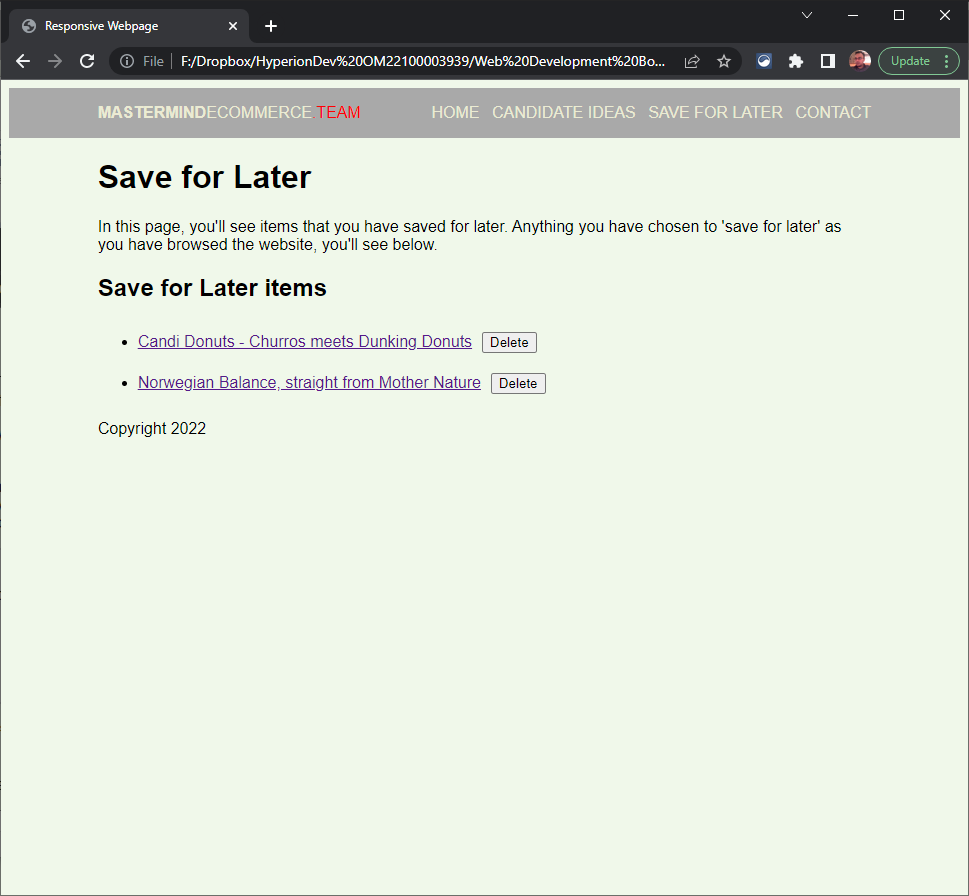 Responsive Webpage
File
F:/Dropbox/HyperionDev%20OM22100003939/Web%20Development%20Bo...
Update
MASTERMINDECOMMERCE.TEAM
HOME CANDIDATE IDEAS SAVE FOR LATER CONTACT
Save for Later
In this page, you'll see items that you have saved for later. Anything you have chosen to 'save for later' as
you have browsed the website, you'll see below.
Save for Later items
Candi Donuts - Churros meets Dunking Donuts Delete
Norwegian Balance, straight from Mother Nature Delete
Copyright 2022